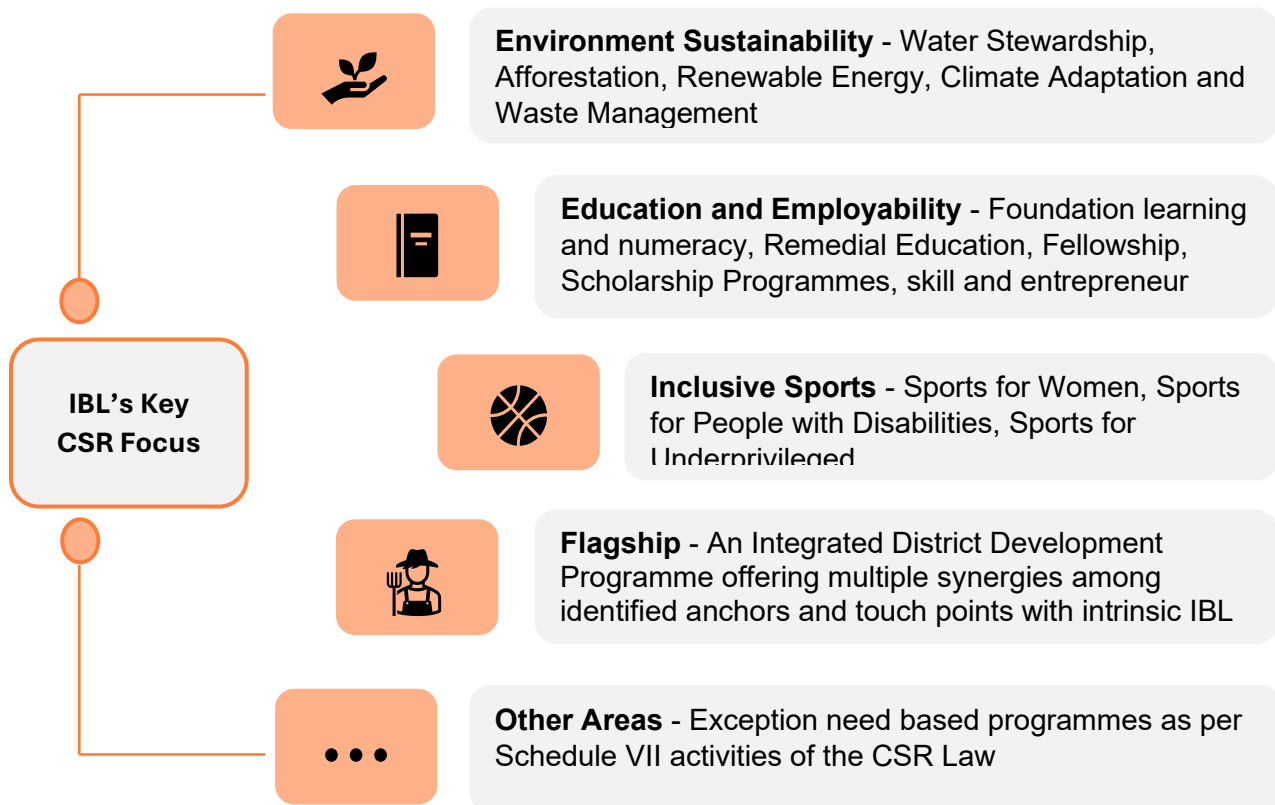 Environment Sustainability - Water Stewardship,
Afforestation, Renewable Energy, Climate Adaptation and
Waste Management
Education and Employability - Foundation learning
and numeracy, Remedial Education, Fellowship,
Scholarship Programmes, skill and entrepreneur
IBL's Key
CSR Focus
Inclusive Sports - Sports for Women, Sports
for People with Disabilities, Sports for
Underprivileged
Flagship - An Integrated District Development
Programme offering multiple synergies among
identified anchors and touch points with intrinsic IBL
Other Areas - Exception need based programmes as per
Schedule VII activities of the CSR Law